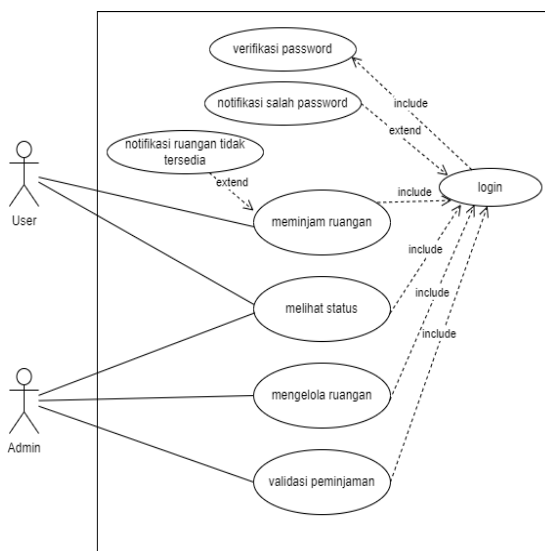 verifikasi password
notifikasi salah password
include
extend
notifikasi ruangan tidak
tersedia
extend
User
login
include
meminjam ruangan
include
melihat status
include
include
mengelola ruangan
Admin
validasi peminjaman